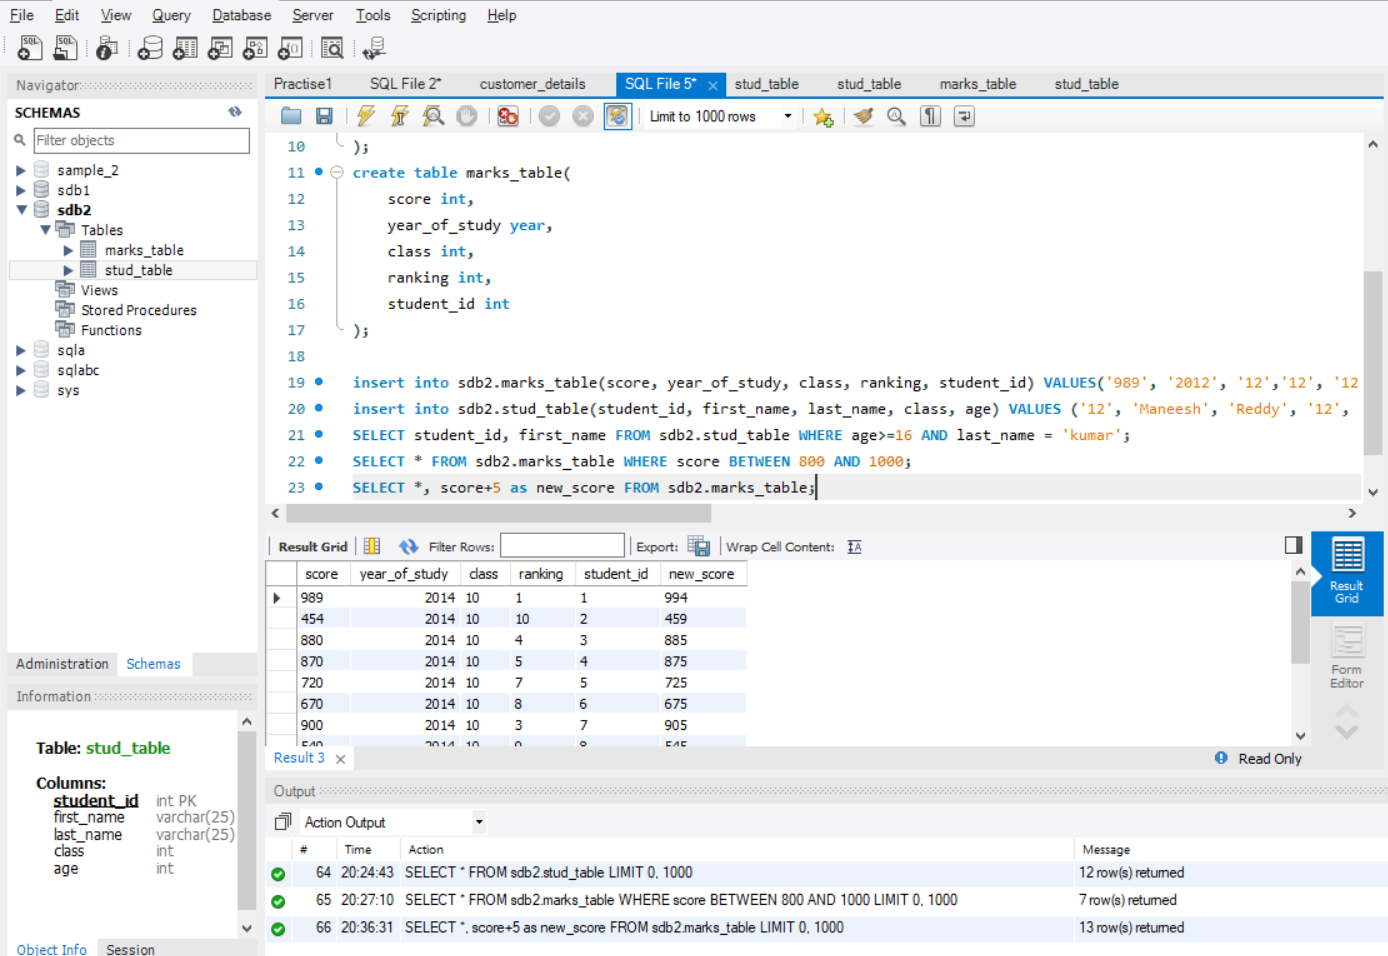 File Edit View Query Database Server Tools Scripting Help
Navigator
SCHEMAS
Filter objects
sample_2
sdb1
sdb2
Tables
marks_table
stud_table
Views
Stored Procedures
Functions
sqla
sqlabc
sys
Administration Schemas
Information
Table: stud_table
Columns:
student_id int PK
first_name varchar(25)
last_name varchar(25)
class int
age int
Object Info Session
Practise1 SQL File 2* customer_details SQL File 5* stud_table stud_table marks_table stud_table
Limit to 1000 rows
10 );
11 create table marks_table(
12 score int,
13 year_of_study year,
14 class int,
15 ranking int,
16 student_id int
17 );
18
19 insert into sdb2.marks_table(score, year_of_study, class, ranking, student_id) VALUES('989', '2012', '12','12', '12
20 insert into sdb2.stud_table(student_id, first_name, last_name, class, age) VALUES ('12', 'Maneesh', 'Reddy', '12',
21 SELECT student_id, first_name FROM sdb2.stud_table WHERE age>=16 AND last_name = 'kumar';
22 SELECT * FROM sdb2.marks_table WHERE score BETWEEN 800 AND 1000;
23 SELECT *, score+5 as new_score FROM sdb2.marks_table;
Result Grid Filter Rows: Export: Wrap Cell Content:
score year_of_study class ranking student_id new_score
989 2014 10 1 1 994
454 2014 10 10 2 459
880 2014 10 4 3 885
870 2014 10 5 4 875
720 2014 10 7 5 725
670 2014 10 8 6 675
900 2014 10 3 7 905
540 2014 10 9 8 545
Result Grid
Form Editor
Result 3
Read Only
Output
Action Output
# Time Action Message
64 20:24:43 SELECT * FROM sdb2.stud_table LIMIT 0, 1000 12 row(s) returned
65 20:27:10 SELECT * FROM sdb2.marks_table WHERE score BETWEEN 800 AND 1000 LIMIT 0, 1000 7 row(s) returned
66 20:36:31 SELECT *, score+5 as new_score FROM sdb2.marks_table LIMIT 0, 1000 13 row(s) returned